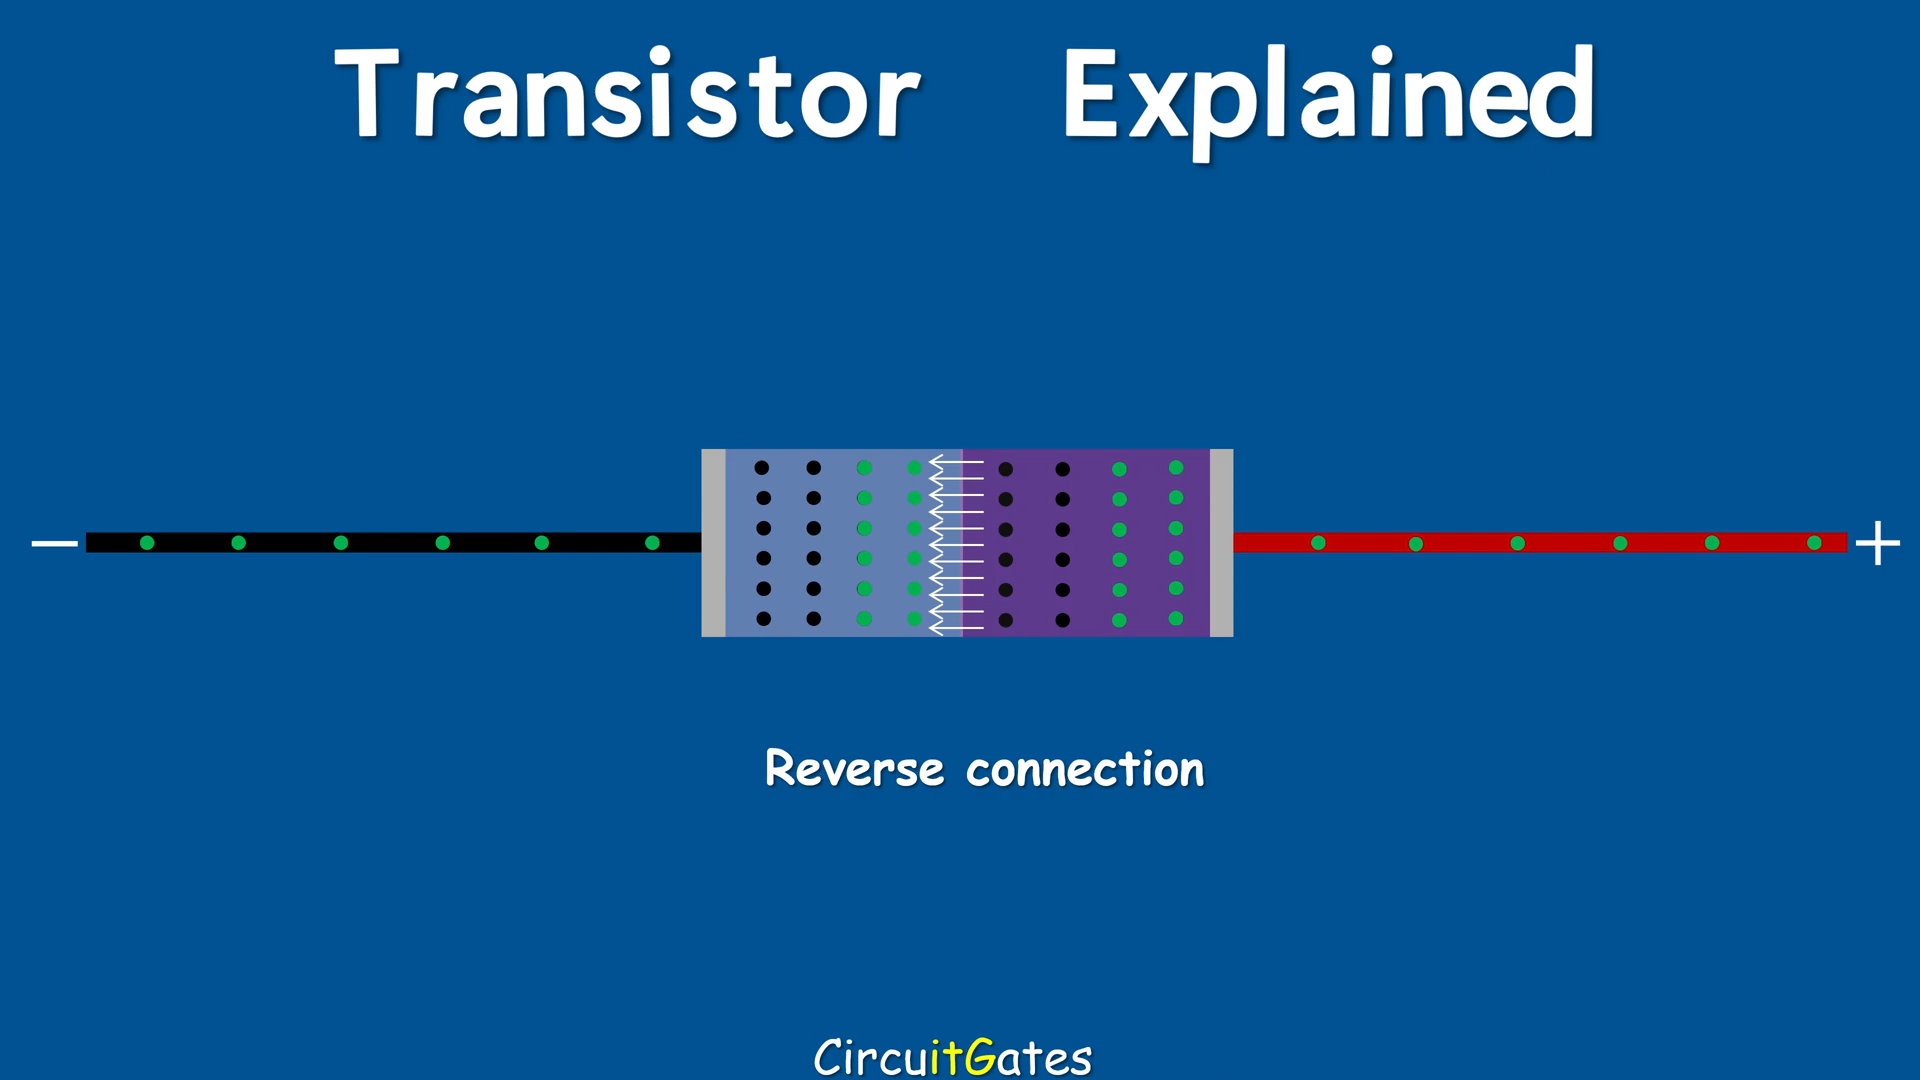 Transistor Explained
− +
Reverse connection
CircuitGates